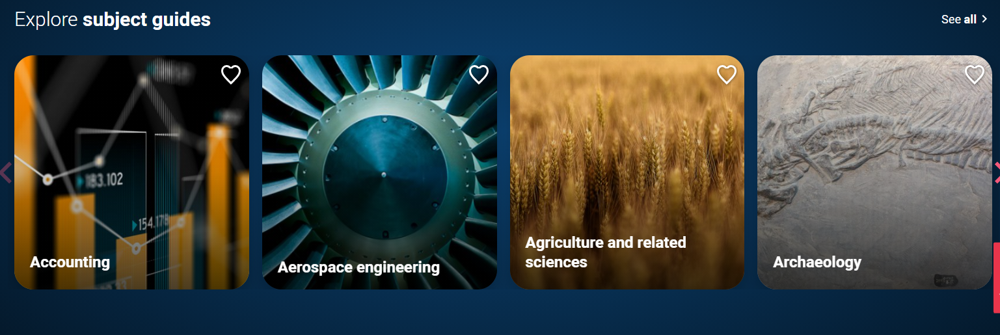 Explore subject guides
See all
183.102
154.178
Accounting
Aerospace engineering
Agriculture and related
sciences
Archaeology